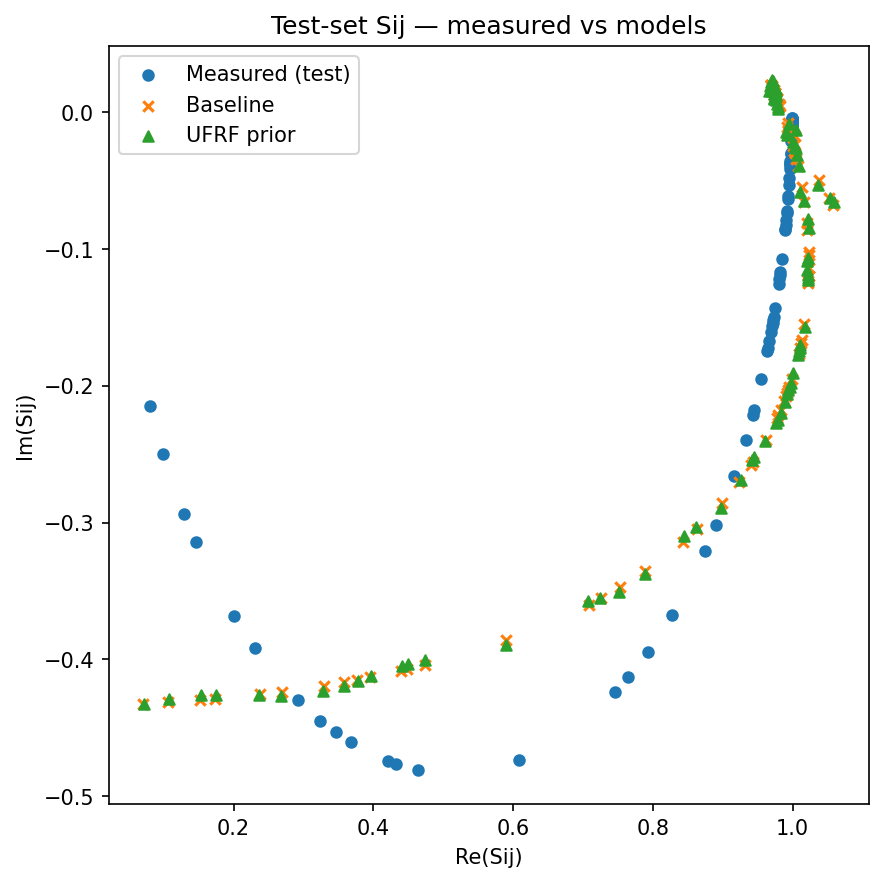 Test-set Sij — measured vs models
Measured (test)
Baseline
UFRF prior
0.0
−0.1
−0.2
−0.3
−0.4
−0.5
Im(Sij)
0.2 0.4 0.6 0.8 1.0
Re(Sij)